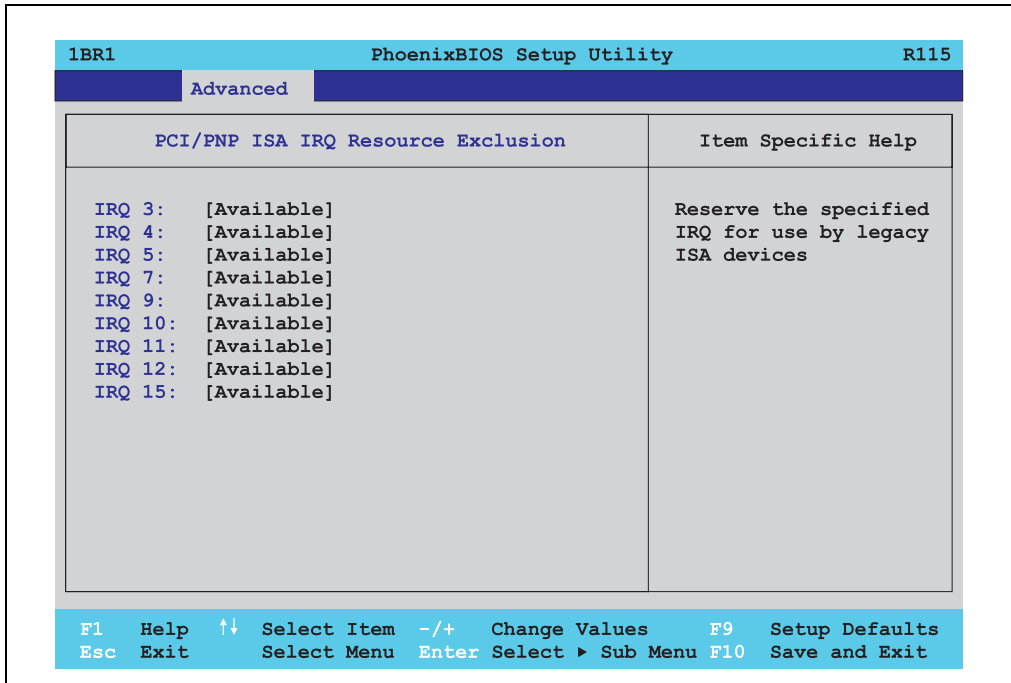 1BR1 PhoenixBIOS Setup Utility R115
Advanced
PCI/PNP ISA IRQ Resource Exclusion
Item Specific Help
IRQ 3: [Available]
IRQ 4: [Available]
IRQ 5: [Available]
IRQ 7: [Available]
IRQ 9: [Available]
IRQ 10: [Available]
IRQ 11: [Available]
IRQ 12: [Available]
IRQ 15: [Available]
Reserve the specified
IRQ for use by legacy
ISA devices
F1 Help ↑↓ Select Item -/+ Change Values F9 Setup Defaults
Esc Exit Select Menu Enter Select ▶ Sub Menu F10 Save and Exit